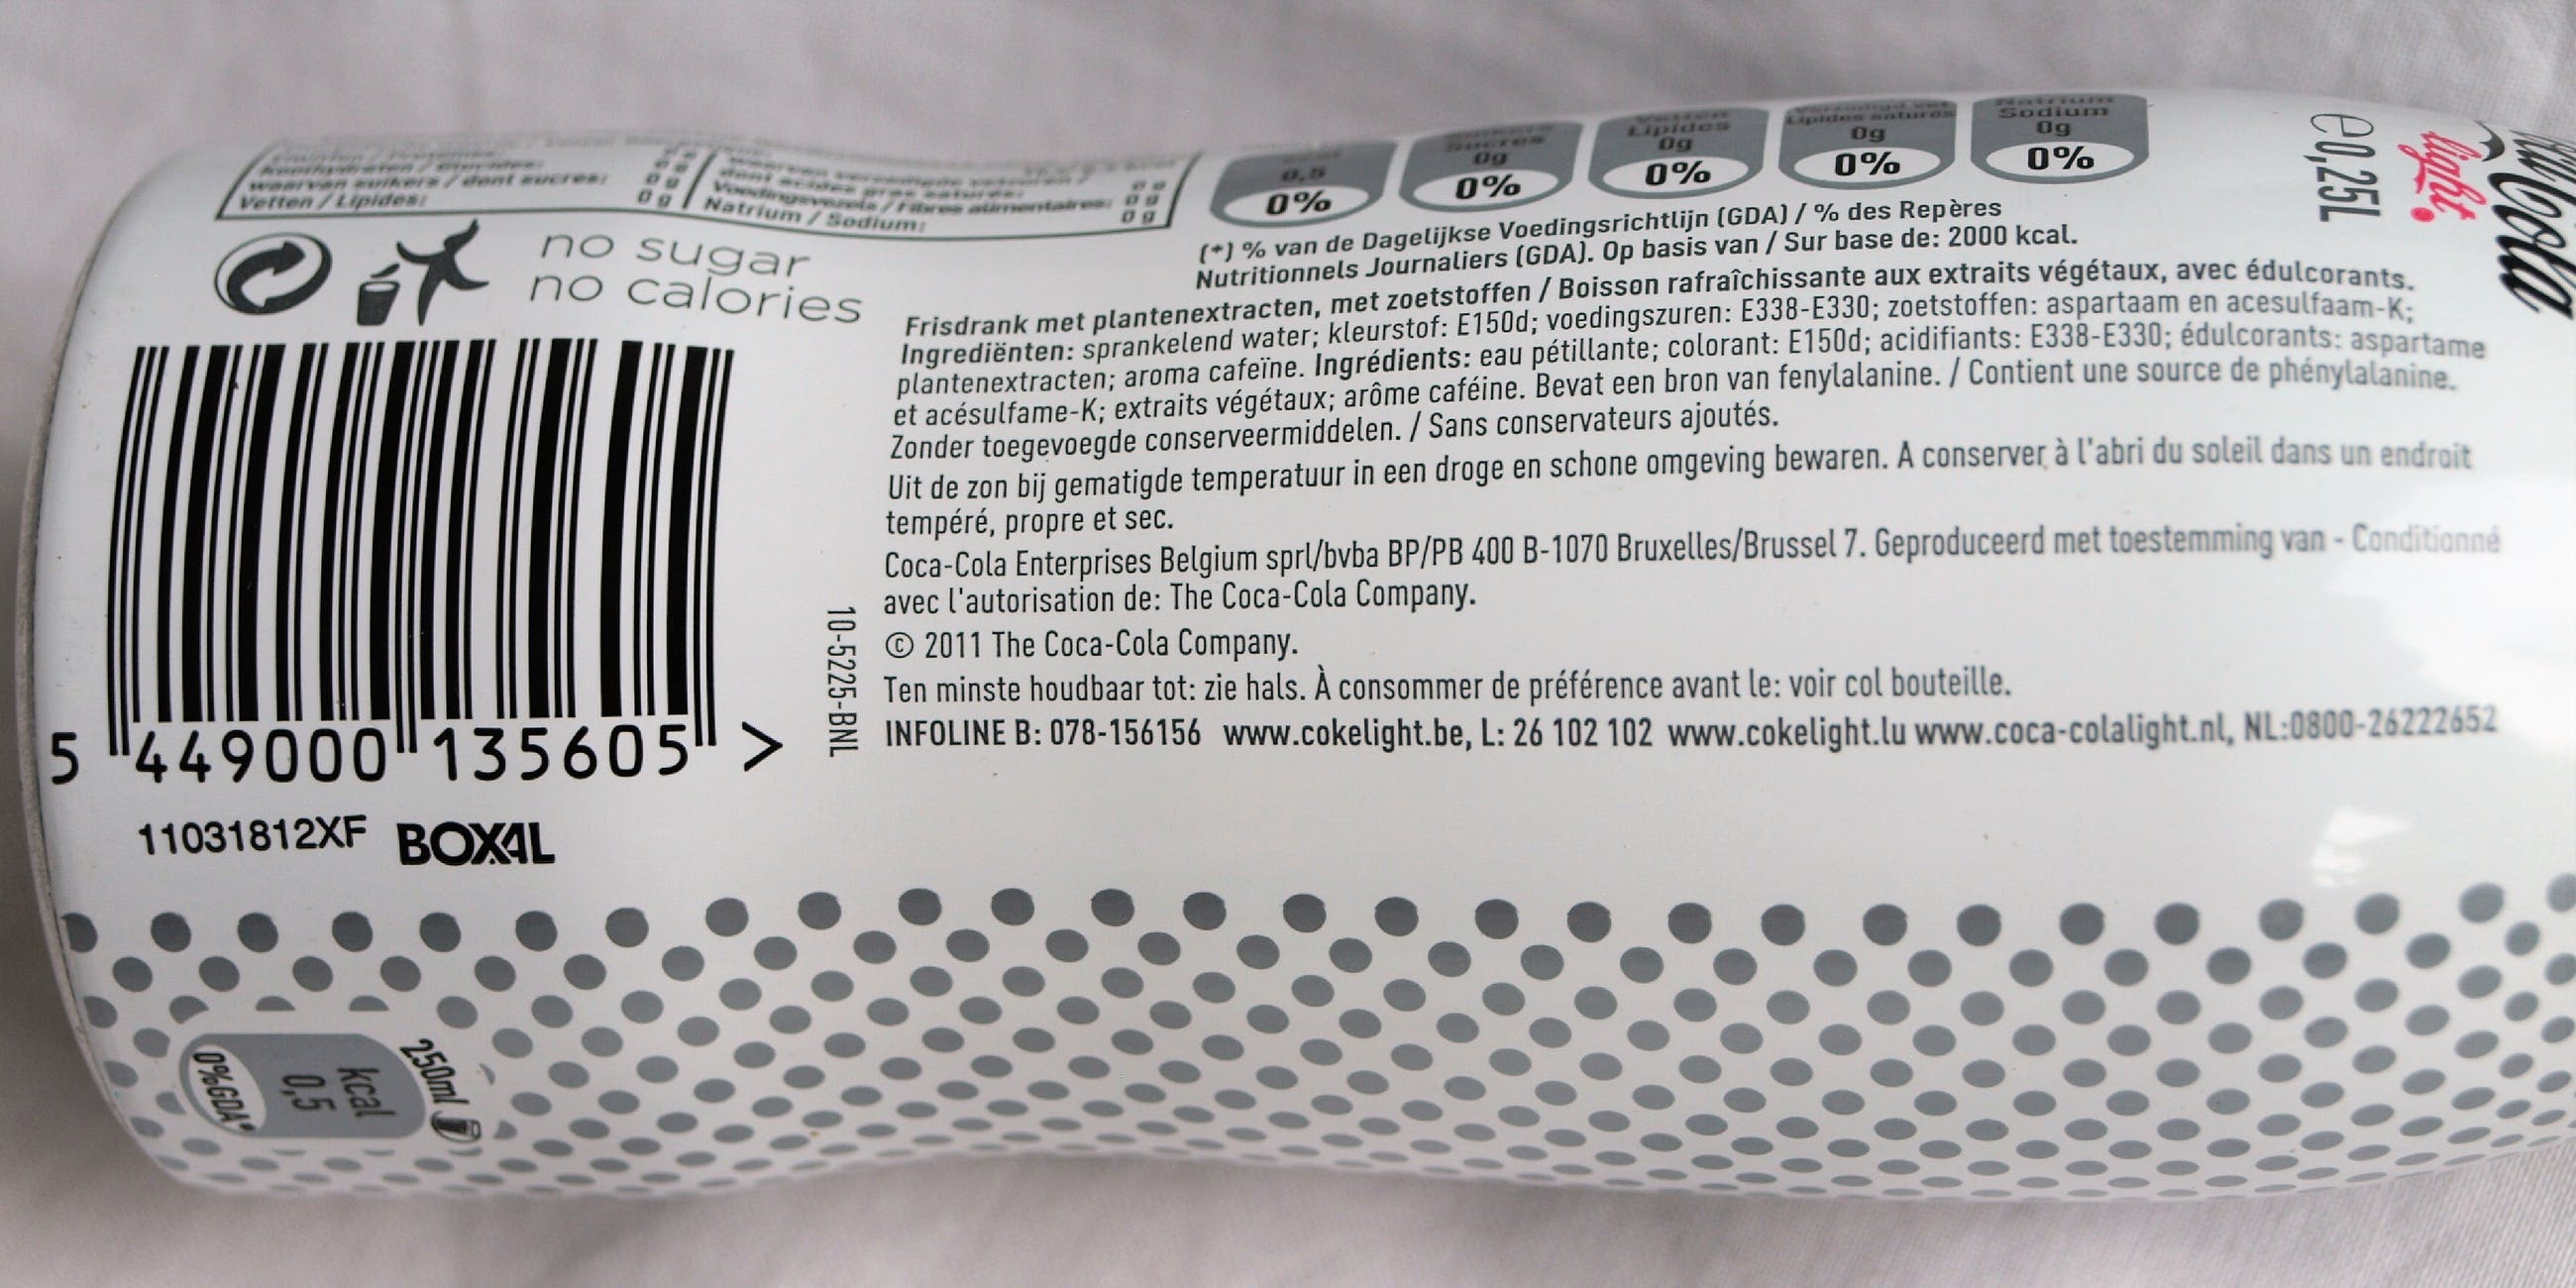 waarvan suikers / dont sucres: 0 g
Vetten / Lipides: 0 g
Voedingsvezels / Fibres alimentaires: 0 g
Natrium / Sodium: 0 g
0,5
0%
Sucres
0g
0%
Lipides
0g
0%
Lipides saturés
0g
0%
Sodium
0g
0%
(*) % van de Dagelijkse Voedingsrichtlijn (GDA) / % des Repères
Nutritionnels Journaliers (GDA). Op basis van / Sur base de: 2000 kcal.
no sugar
no calories
Frisdrank met plantenextracten, met zoetstoffen / Boisson rafraîchissante aux extraits végétaux, avec édulcorants.
Ingrediënten: sprankelend water; kleurstof: E150d; voedingszuren: E338-E330; zoetstoffen: aspartaam en acesulfaam-K;
plantenextracten; aroma cafeïne. Ingrédients: eau pétillante; colorant: E150d; acidifiants: E338-E330; édulcorants: aspartame
et acésulfame-K; extraits végétaux; arôme caféine. Bevat een bron van fenylalanine. / Contient une source de phénylalanine.
Zonder toegevoegde conserveermiddelen. / Sans conservateurs ajoutés.
Uit de zon bij gematigde temperatuur in een droge en schone omgeving bewaren. A conserver à l'abri du soleil dans un endroit
tempéré, propre et sec.
Coca-Cola Enterprises Belgium sprl/bvba BP/PB 400 B-1070 Bruxelles/Brussel 7. Geproduceerd met toestemming van - Conditionné
avec l'autorisation de: The Coca-Cola Company.
© 2011 The Coca-Cola Company.
Ten minste houdbaar tot: zie hals. À consommer de préférence avant le: voir col bouteille.
INFOLINE B: 078-156156 www.cokelight.be, L: 26 102 102 www.cokelight.lu www.coca-colalight.nl, NL:0800-26222652
10-5225-BNL
5 449000 135605 >
11031812XF BOXAL
e0,25L
Cola
light
250ml
kcal
0,5
0%GDA*